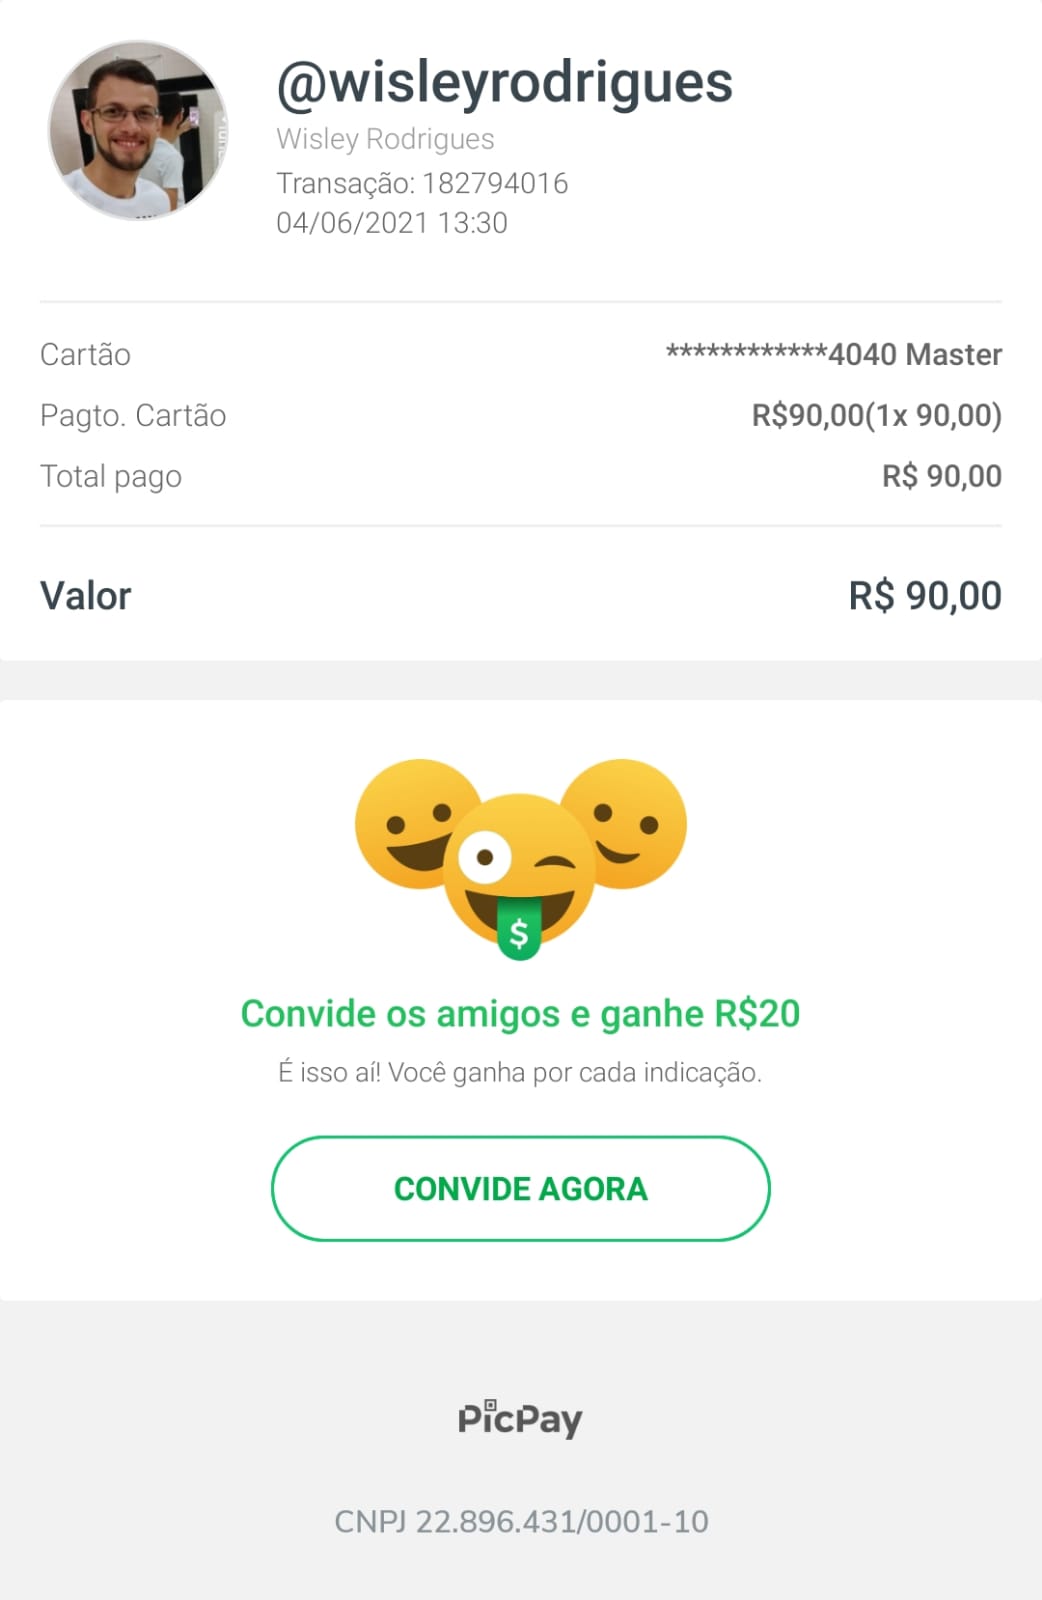 @wisleyrodrigues
Wisley Rodrigues
Transação: 182794016
04/06/2021 13:30
Cartão ************4040 Master
Pagto. Cartão R$90,00(1x 90,00)
Total pago R$ 90,00
Valor R$ 90,00
$
Convide os amigos e ganhe R$20
É isso aí! Você ganha por cada indicação.
CONVIDE AGORA
PicPay
CNPJ 22.896.431/0001-10